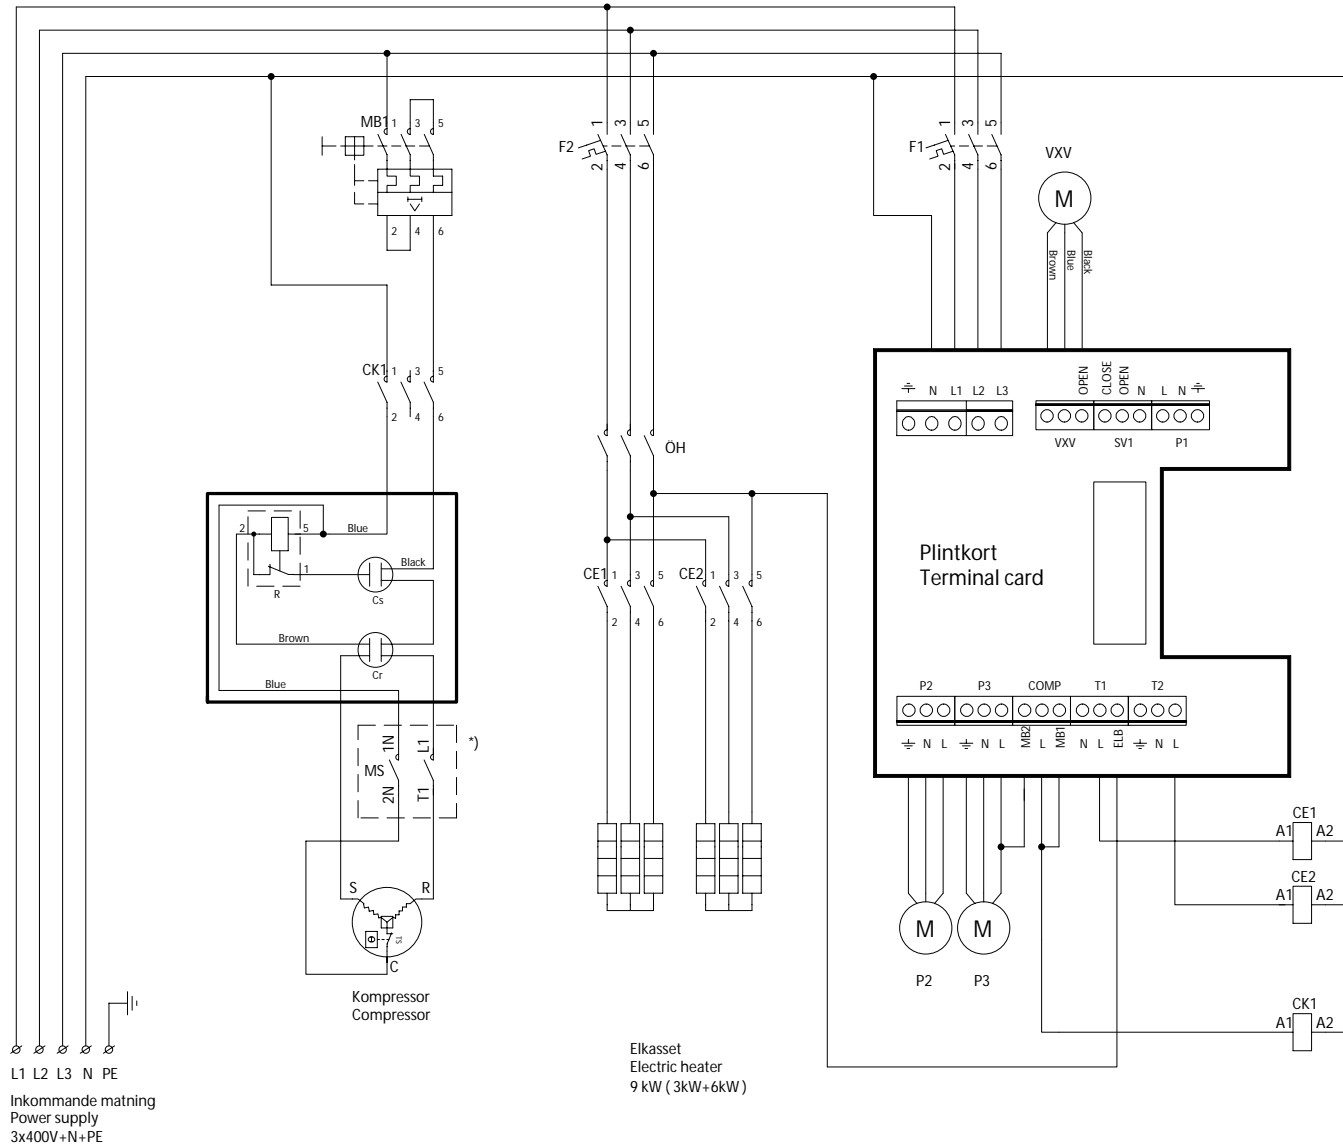 MB1 1 3 5
2 4 6
F2 1 3 5
2 4 6
F1 1 3 5
2 4 6
VXV
M
Brown
Blue
Black
CK1 1 3 5
2 4 6
ÖH
N L1 L2 L3
OPEN
CLOSE
OPEN
N L N
VXV SV1 P1
2 5 Blue
1
R
Black
Cs
Brown
Cr
Blue
CE1 1 3 5
2 4 6
CE2 1 3 5
2 4 6
Plintkort
Terminal card
P2 P3 COMP T1 T2
N L N L MB2 L MB1 N L ELB N L
1N L1 *)
MS
2N T1
S R
TS
C
Kompressor
Compressor
M M
P2 P3
CE1
A1 A2
CE2
A1 A2
CK1
A1 A2
Elkasset
Electric heater
9 kW ( 3kW+6kW )
L1 L2 L3 N PE
Inkommande matning
Power supply
3x400V+N+PE